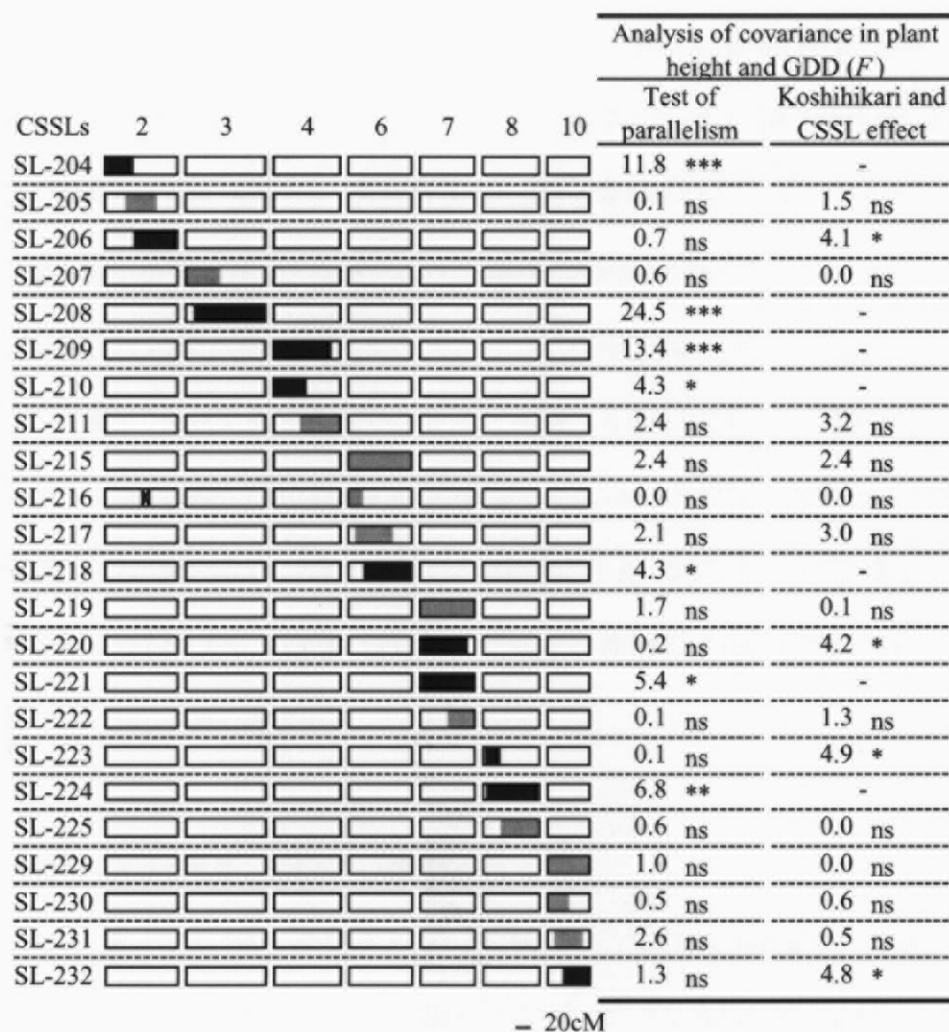 Analysis of covariance in plant
height and GDD (F)
Test of Koshihikari and
CSSLs 2 3 4 6 7 8 10 parallelism CSSL effect
SL-204 11.8 *** -
SL-205 0.1 ns 1.5 ns
SL-206 0.7 ns 4.1 *
SL-207 0.6 ns 0.0 ns
SL-208 24.5 *** -
SL-209 13.4 *** -
SL-210 4.3 * -
SL-211 2.4 ns 3.2 ns
SL-215 2.4 ns 2.4 ns
SL-216 0.0 ns 0.0 ns
SL-217 2.1 ns 3.0 ns
SL-218 4.3 * -
SL-219 1.7 ns 0.1 ns
SL-220 0.2 ns 4.2 *
SL-221 5.4 * -
SL-222 0.1 ns 1.3 ns
SL-223 0.1 ns 4.9 *
SL-224 6.8 ** -
SL-225 0.6 ns 0.0 ns
SL-229 1.0 ns 0.0 ns
SL-230 0.5 ns 0.6 ns
SL-231 2.6 ns 0.5 ns
SL-232 1.3 ns 4.8 *
20cM